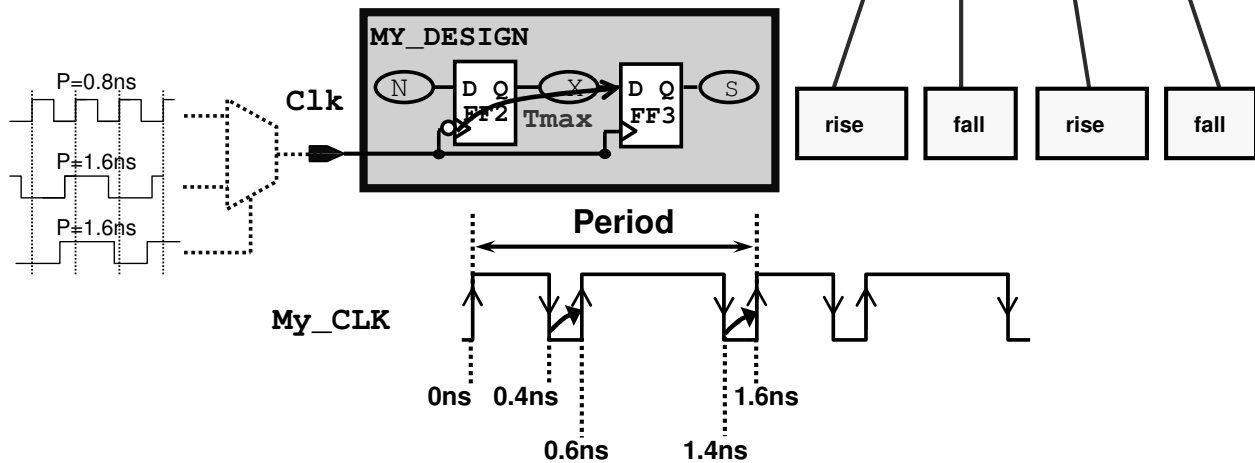 MY_DESIGN
P=0.8ns
Clk
N
D Q
FF2
X
Tmax
D Q
FF3
S
rise
fall
rise
fall
P=1.6ns
P=1.6ns
Period
My_CLK
0ns
0.4ns
1.6ns
0.6ns
1.4ns